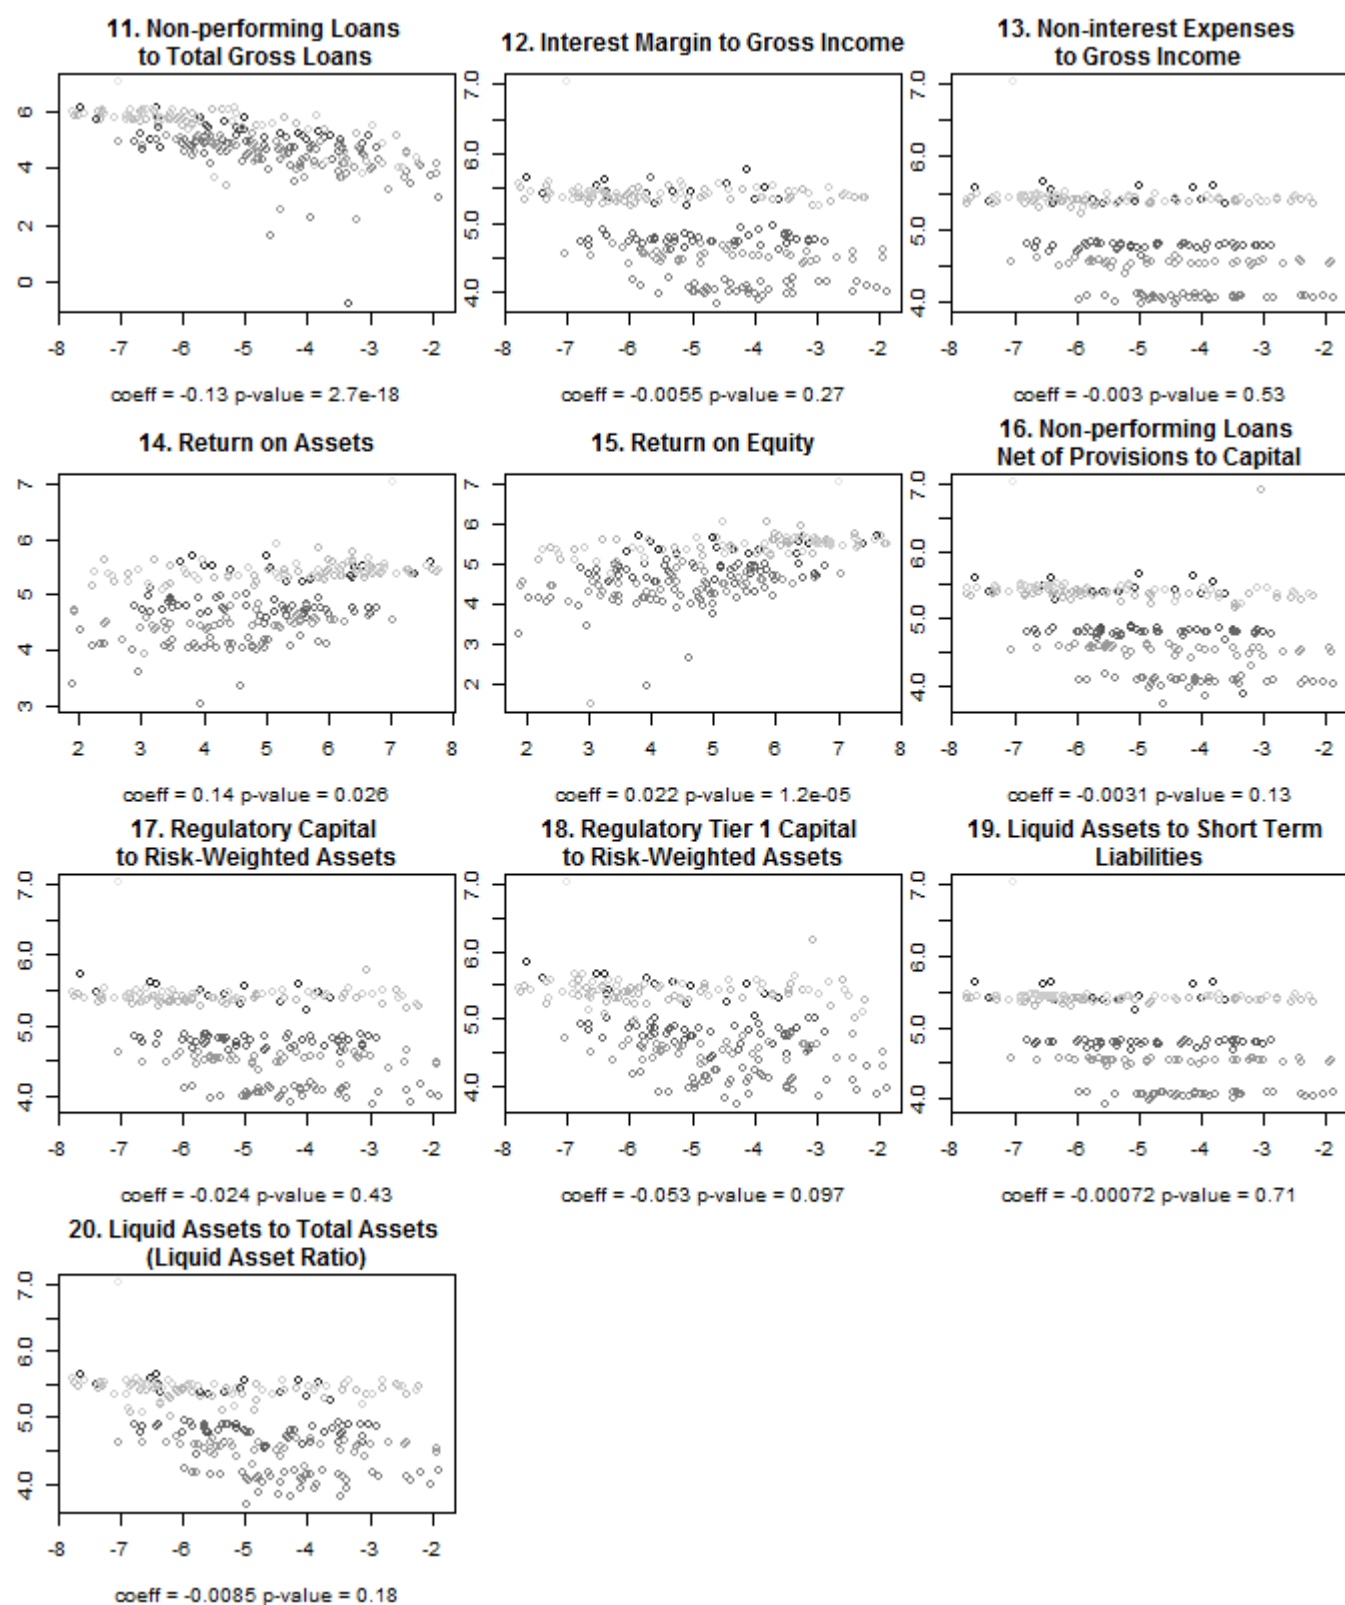 11. Non-performing Loans
to Total Gross Loans
6
4
2
0
-8 -7 -6 -5 -4 -3 -2
coeff = -0.13 p-value = 2.7e-18
12. Interest Margin to Gross Income
7.0
6.0
5.0
4.0
-8 -7 -6 -5 -4 -3 -2
coeff = -0.0055 p-value = 0.27
13. Non-interest Expenses
to Gross Income
7.0
6.0
5.0
4.0
-8 -7 -6 -5 -4 -3 -2
coeff = -0.003 p-value = 0.53
14. Return on Assets
7
6
5
4
3
2 3 4 5 6 7 8
coeff = 0.14 p-value = 0.026
15. Return on Equity
7
6
5
4
3
2
2 3 4 5 6 7 8
coeff = 0.022 p-value = 1.2e-05
16. Non-performing Loans
Net of Provisions to Capital
7.0
6.0
5.0
4.0
-8 -7 -6 -5 -4 -3 -2
coeff = -0.0031 p-value = 0.13
17. Regulatory Capital
to Risk-Weighted Assets
7.0
6.0
5.0
4.0
-8 -7 -6 -5 -4 -3 -2
coeff = -0.024 p-value = 0.43
18. Regulatory Tier 1 Capital
to Risk-Weighted Assets
7.0
6.0
5.0
4.0
-8 -7 -6 -5 -4 -3 -2
coeff = -0.053 p-value = 0.097
19. Liquid Assets to Short Term
Liabilities
7.0
6.0
5.0
4.0
-8 -7 -6 -5 -4 -3 -2
coeff = -0.00072 p-value = 0.71
20. Liquid Assets to Total Assets
(Liquid Asset Ratio)
7.0
6.0
5.0
4.0
-8 -7 -6 -5 -4 -3 -2
coeff = -0.0085 p-value = 0.18